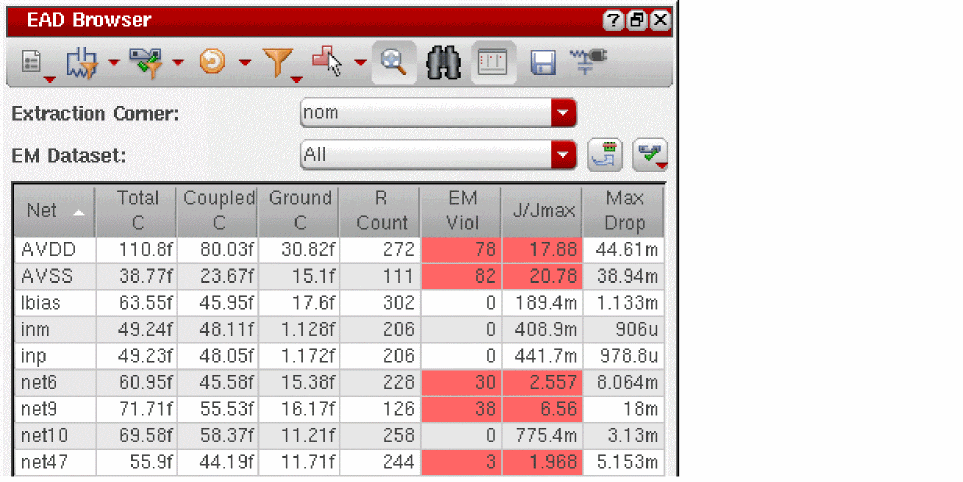 EAD Browser
Extraction Corner: nom
EM Dataset: All
Net Total C Coupled C Ground C R Count EM Viol J/Jmax Max Drop
AVDD 110.8f 80.03f 30.82f 272 78 17.88 44.61m
AVSS 38.77f 23.67f 15.1f 111 82 20.78 38.94m
Ibias 63.55f 45.95f 17.6f 302 0 189.4m 1.133m
inm 49.24f 48.11f 1.128f 206 0 408.9m 906u
inp 49.23f 48.05f 1.172f 206 0 441.7m 978.8u
net6 60.95f 45.58f 15.38f 228 30 2.557 8.064m
net9 71.71f 55.53f 16.17f 126 38 6.56 18m
net10 69.58f 58.37f 11.21f 258 0 775.4m 3.13m
net47 55.9f 44.19f 11.71f 244 3 1.968 5.153m